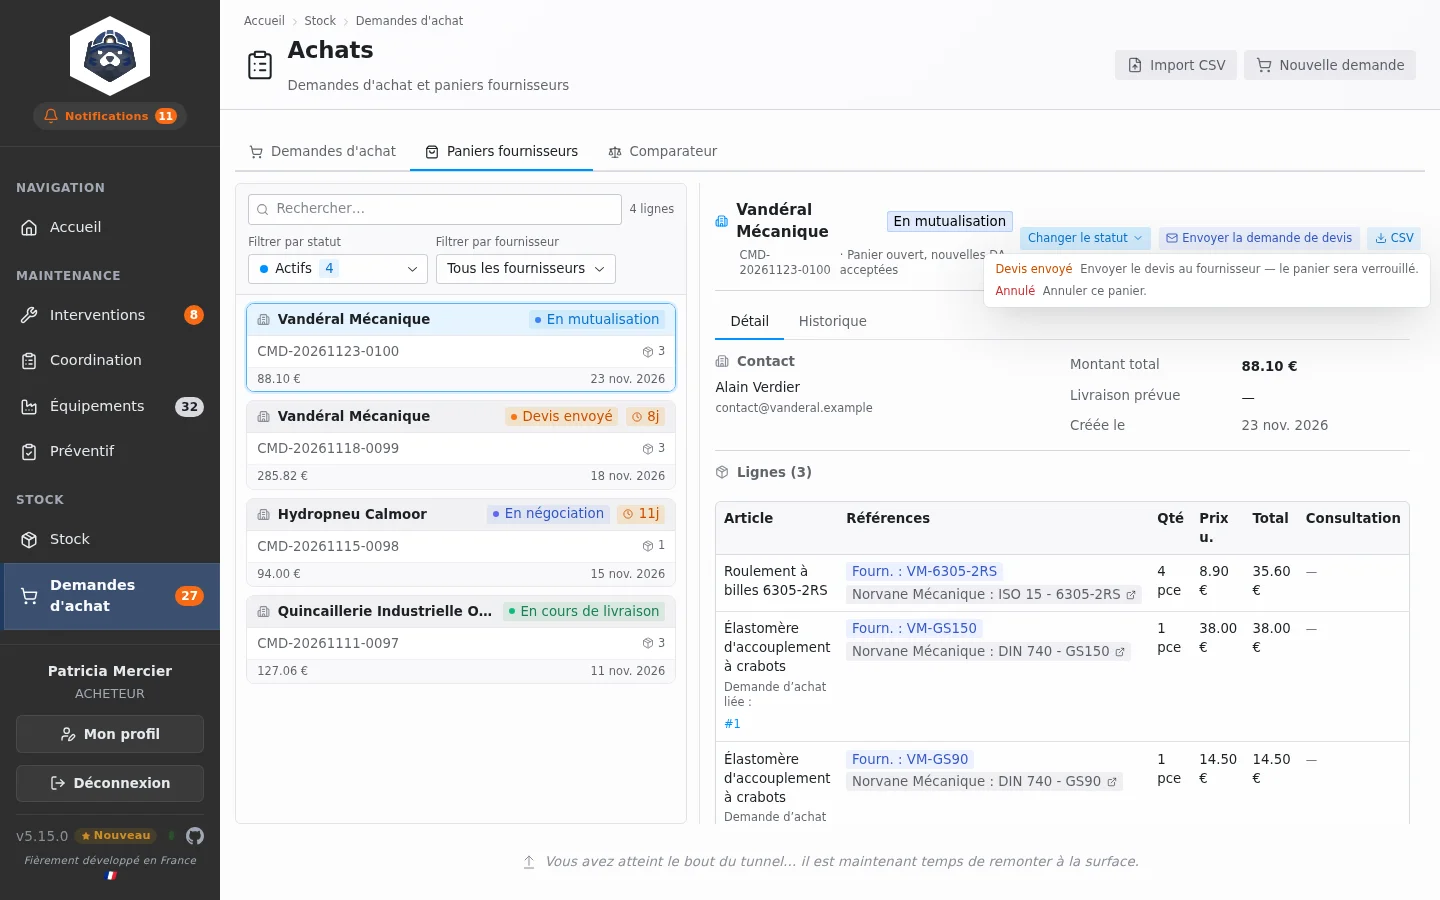 Notifications 11
NAVIGATION
Accueil
MAINTENANCE
Interventions 8
Coordination
Équipements 32
Préventif
STOCK
Stock
Demandes
d'achat 27
Patricia Mercier
ACHETEUR
Mon profil
Déconnexion
v5.15.0 Nouveau
Fièrement développé en France
Accueil Stock Demandes d'achat
Achats
Demandes d'achat et paniers fournisseurs
Import CSV Nouvelle demande
Demandes d'achat Paniers fournisseurs Comparateur
Rechercher... 4 lignes
Filtrer par statut Filtrer par fournisseur
Actifs 4 Tous les fournisseurs
Vandéral Mécanique En mutualisation
CMD-20261123-0100 3
88.10 € 23 nov. 2026
Vandéral Mécanique Devis envoyé 8j
CMD-20261118-0099 3
285.82 € 18 nov. 2026
Hydropneu Calmoor En négociation 11j
CMD-20261115-0098 1
94.00 € 15 nov. 2026
Quincaillerie Industrielle O... En cours de livraison
CMD-20261111-0097 3
127.06 € 11 nov. 2026
Vandéral
Mécanique
En mutualisation
CMD-
20261123-0100
· Panier ouvert, nouvelles DA
acceptées
Changer le statut Envoyer la demande de devis CSV
Devis envoyé Envoyer le devis au fournisseur — le panier sera verrouillé.
Annulé Annuler ce panier.
Détail Historique
Contact
Alain Verdier
contact@vanderal.example
Montant total 88.10 €
Livraison prévue —
Créée le 23 nov. 2026
Lignes (3)
Article Références Qté Prix
u. Total Consultation
Roulement à
billes 6305-2RS
Fourn. : VM-6305-2RS
Norvane Mécanique : ISO 15 - 6305-2RS
4
pce
8.90
€
35.60
€
—
Élastomère
d'accouplement
à crabots
Demande d’achat
liée :
#1
Fourn. : VM-GS150
Norvane Mécanique : DIN 740 - GS150
1
pce
38.00
€
38.00
€
—
Élastomère
d'accouplement
à crabots
Demande d’achat
Fourn. : VM-GS90
Norvane Mécanique : DIN 740 - GS90
1
pce
14.50
€
14.50
€
—
Vous avez atteint le bout du tunnel... il est maintenant temps de remonter à la surface.